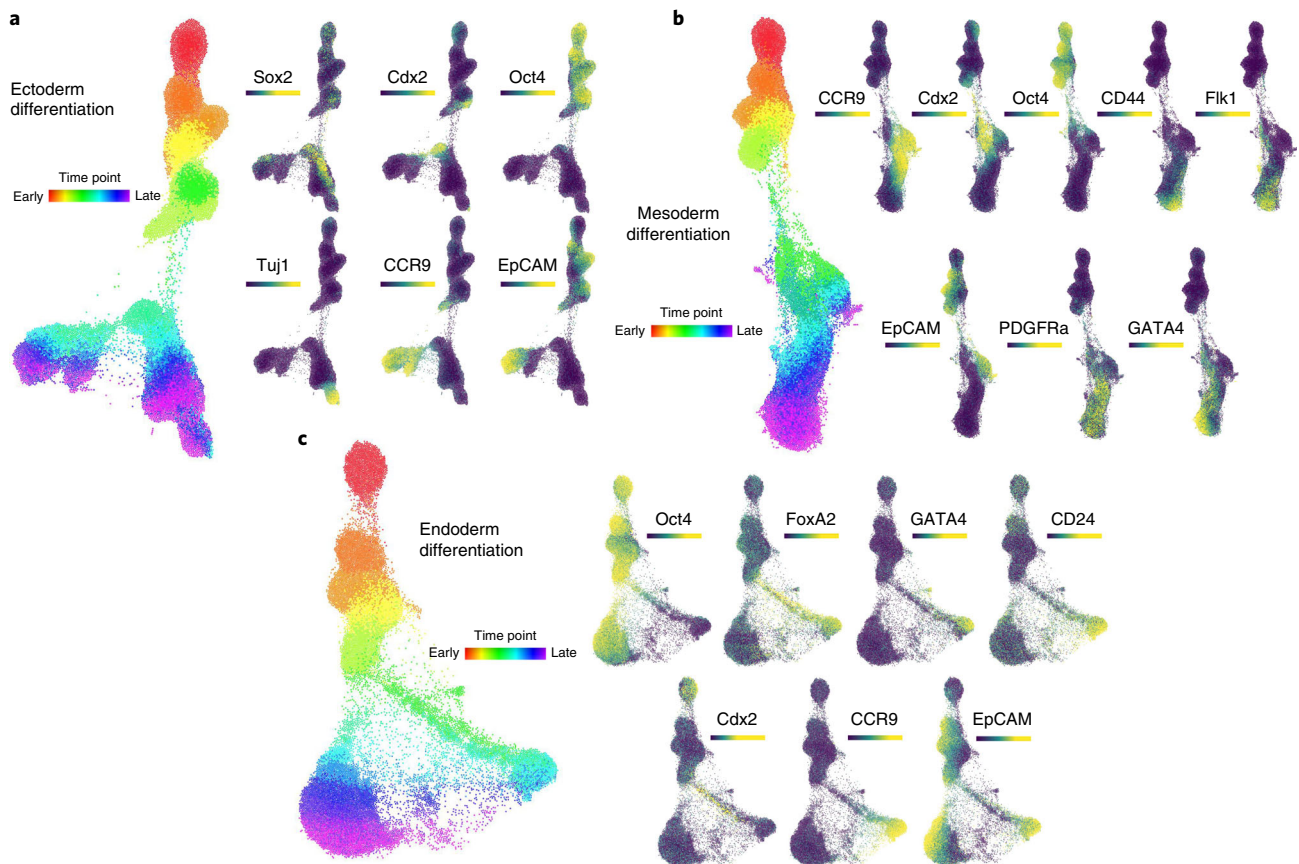 a
Ectoderm
differentiation
Time point
Early
Late
Sox2
Cdx2
Oct4
Tuj1
CCR9
EpCAM
b
Mesoderm
differentiation
Time point
Early
Late
CCR9
Cdx2
Oct4
CD44
Flk1
EpCAM
PDGFRa
GATA4
c
Endoderm
differentiation
Time point
Early
Late
Oct4
FoxA2
GATA4
CD24
Cdx2
CCR9
EpCAM